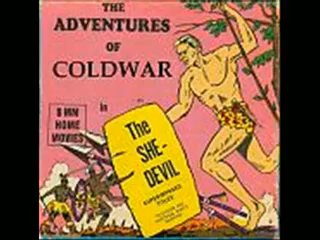 THE
ADVENTURES
OF
COLDWAR
in
8 MM
HOME
MOVIES
The
SHE-
DEVIL